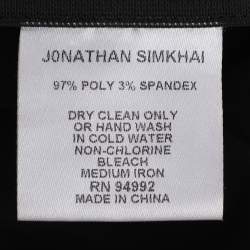 JONATHAN SIMKHAI
97% POLY 3% SPANDEX
DRY CLEAN ONLY
OR HAND WASH
IN COLD WATER
NON-CHLORINE
BLEACH
MEDIUM IRON
RN 94992
MADE IN CHINA